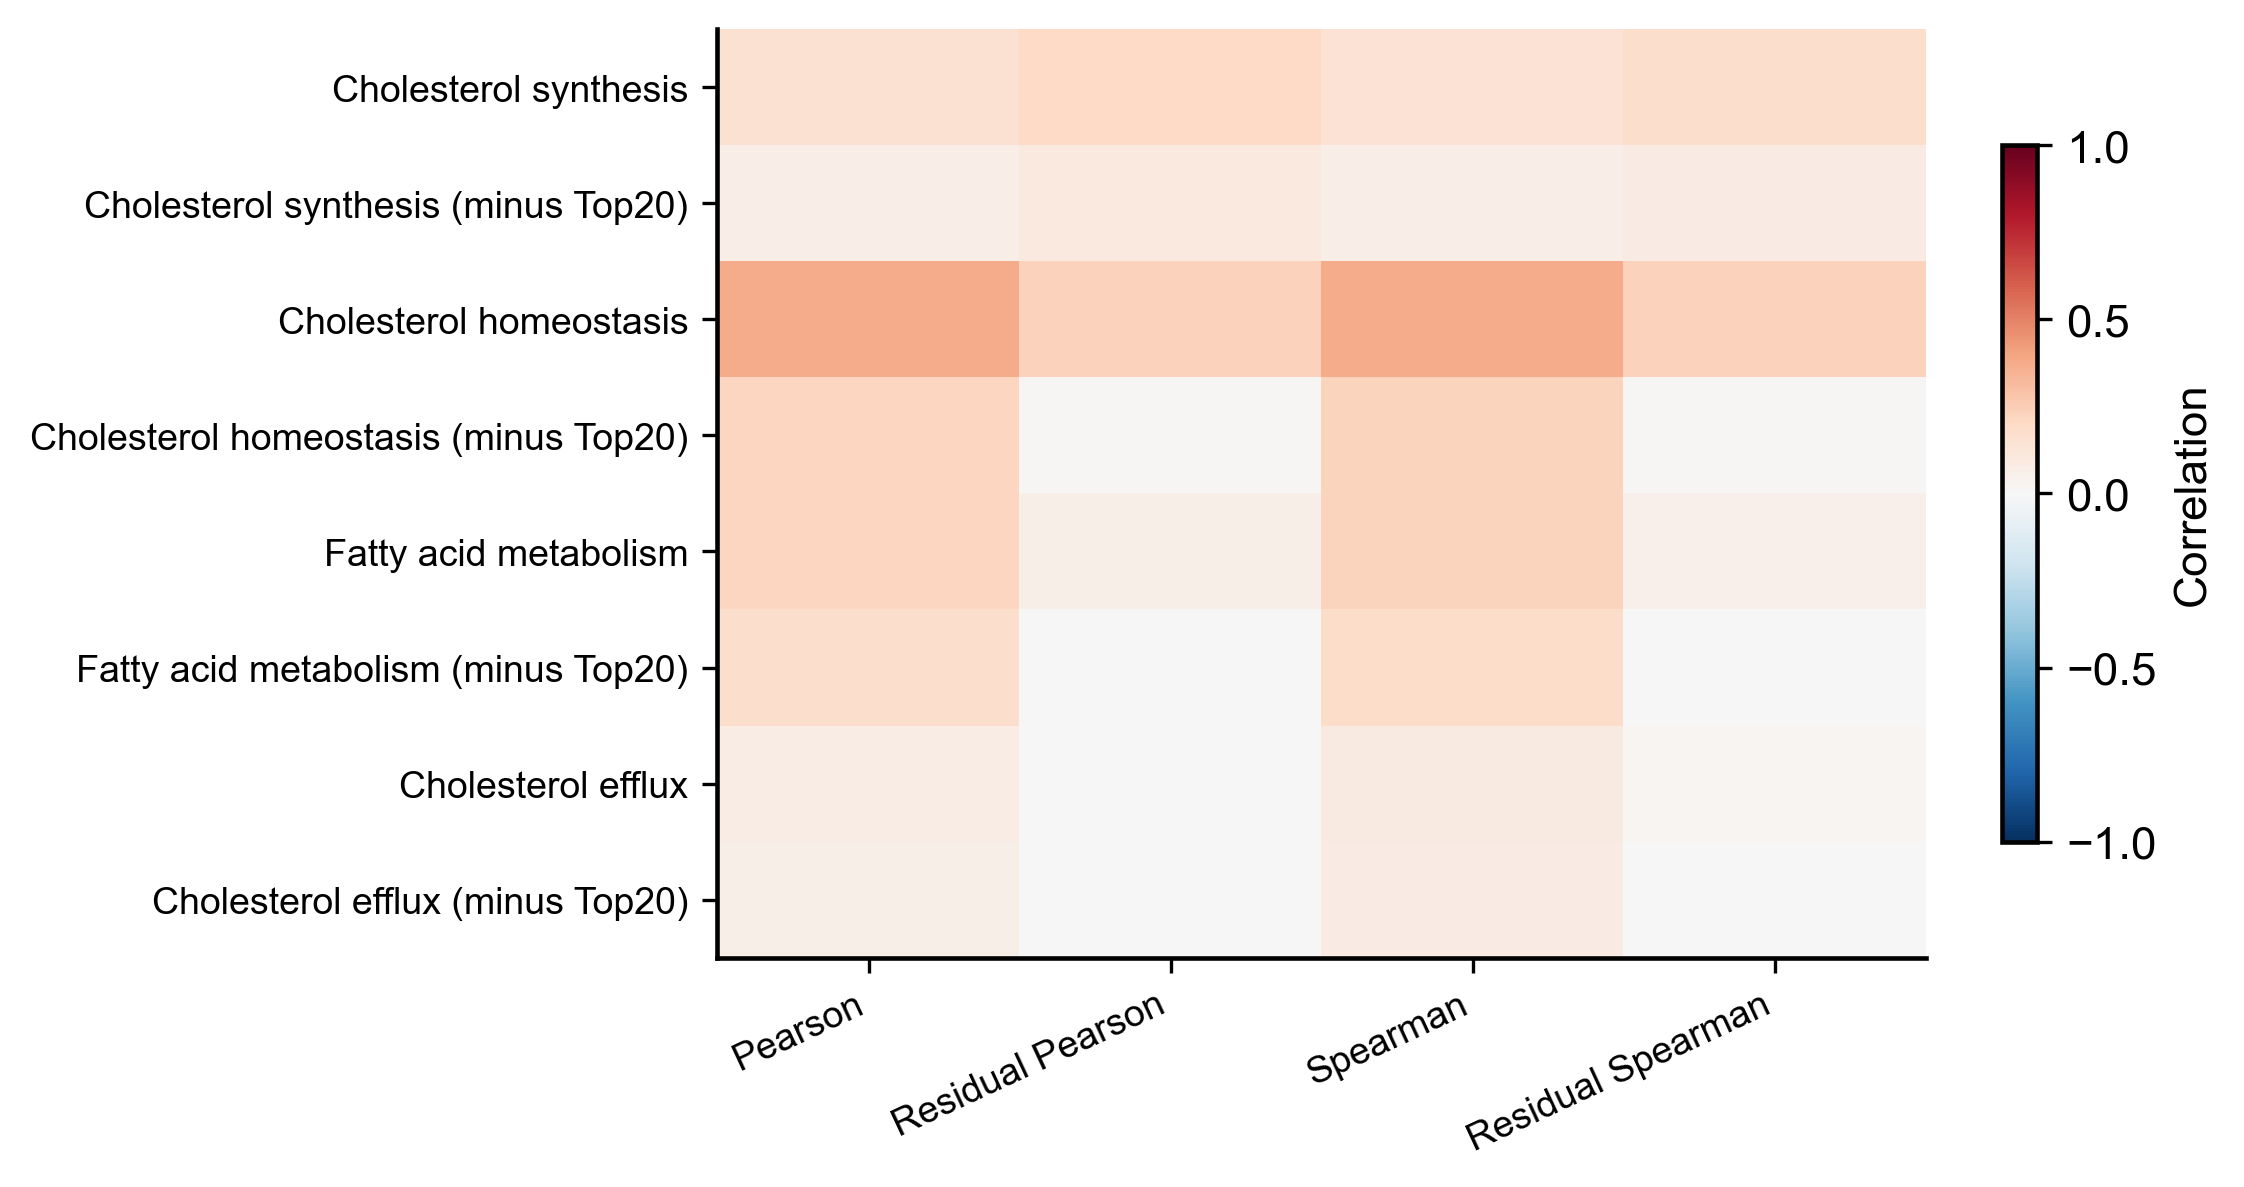 Cholesterol synthesis
Cholesterol synthesis (minus Top20)
Cholesterol homeostasis
Cholesterol homeostasis (minus Top20)
Fatty acid metabolism
Fatty acid metabolism (minus Top20)
Cholesterol efflux
Cholesterol efflux (minus Top20)
Pearson
Residual Pearson
Spearman
Residual Spearman
1.0
0.5
0.0
−0.5
−1.0
Correlation